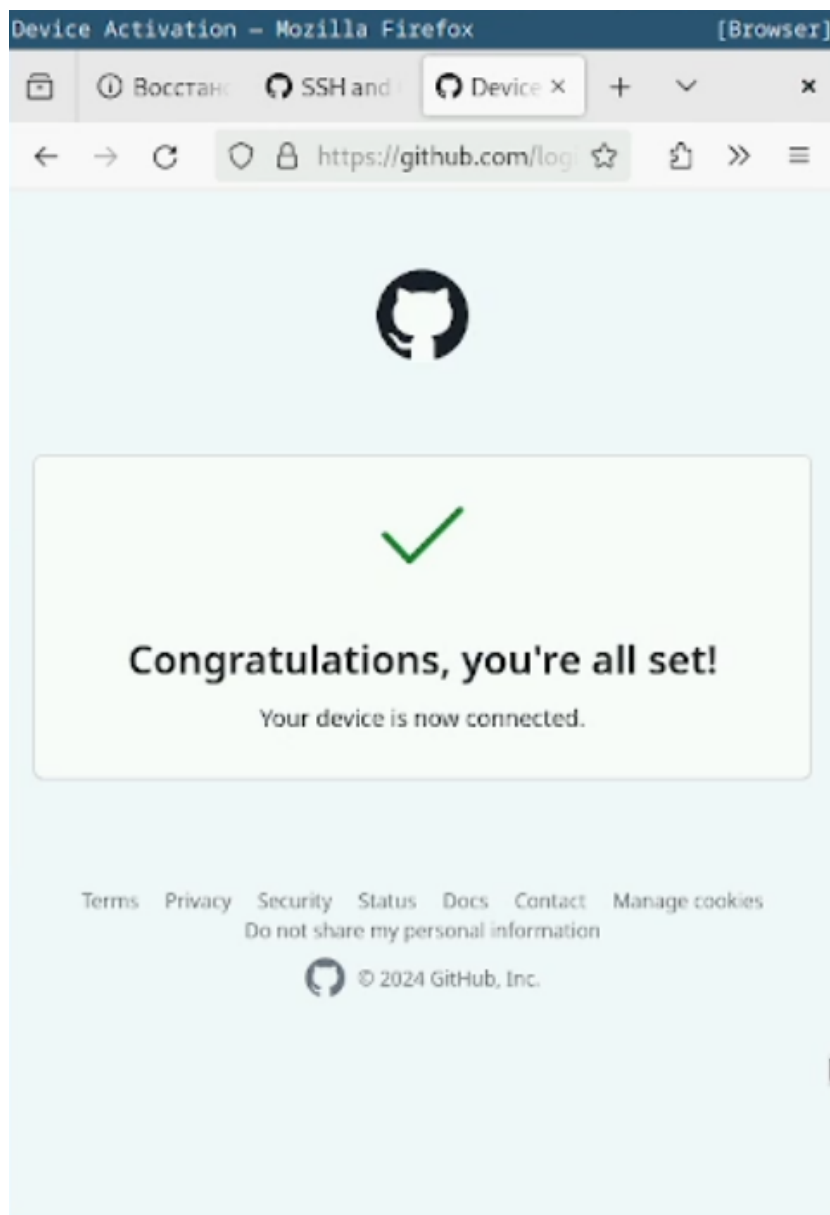 Device Activation — Mozilla Firefox [Browser]
Восстанс SSH and Device
https://github.com/logi
Congratulations, you're all set!
Your device is now connected.
Terms Privacy Security Status Docs Contact Manage cookies
Do not share my personal information
© 2024 GitHub, Inc.